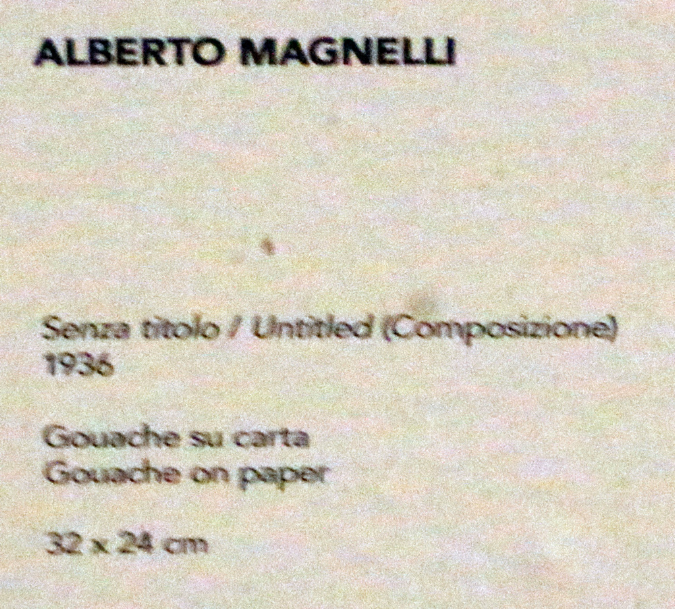 ALBERTO MAGNELLI
Senza titolo / Untitled (Composizione)
1936
Gouache su carta
Gouache on paper
32 x 24 cm